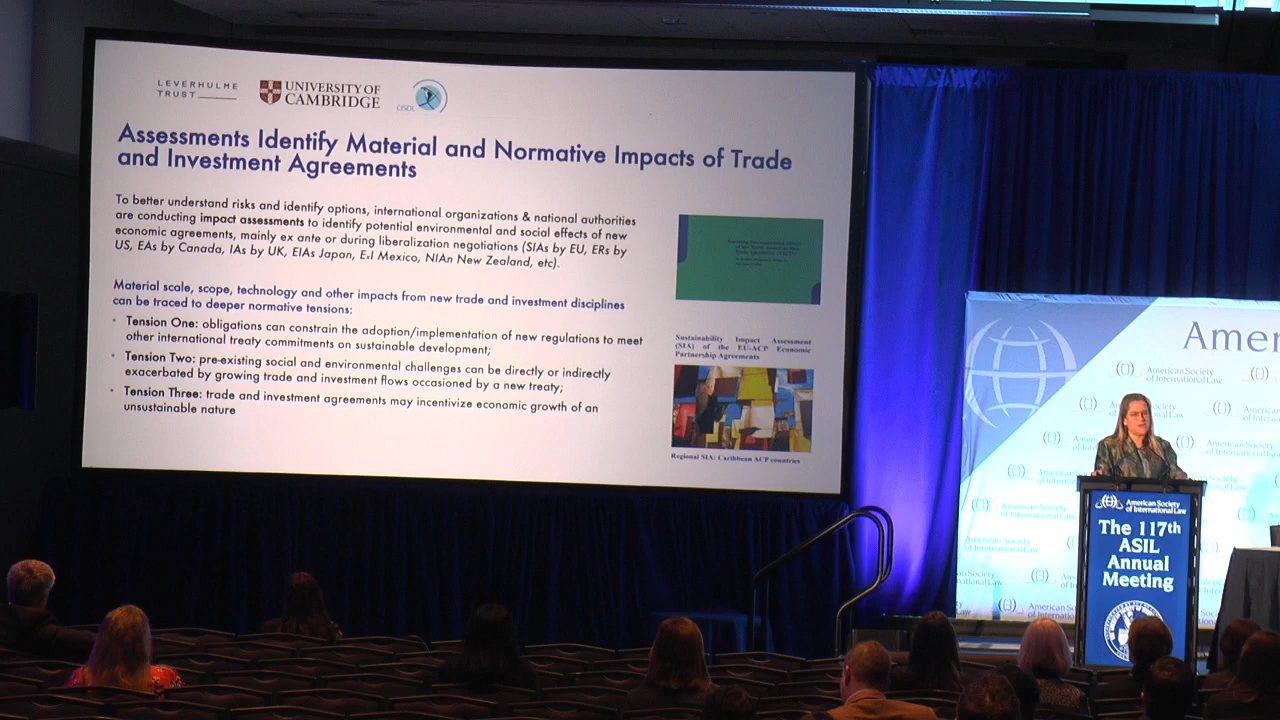 LEVERHULME
TRUST
UNIVERSITY OF
CAMBRIDGE
CISDL
Assessments Identify Material and Normative Impacts of Trade
and Investment Agreements
To better understand risks and identify options, international organizations & national authorities
are conducting impact assessments to identify potential environmental and social effects of new
economic agreements, mainly ex ante or during liberalization negotiations (SIAs by EU, ERs by
US, EAs by Canada, IAs by UK, EIAs Japan, E,I Mexico, NIAn New Zealand, etc).
Material scale, scope, technology and other impacts from new trade and investment disciplines
can be traced to deeper normative tensions:
• Tension One: obligations can constrain the adoption/implementation of new regulations to meet
other international treaty commitments on sustainable development;
• Tension Two: pre-existing social and environmental challenges can be directly or indirectly
exacerbated by growing trade and investment flows occasioned by a new treaty;
• Tension Three: trade and investment agreements may incentivize economic growth of an
unsustainable nature
Sustainability Impact Assessment
(SIA) of the EU-ACP Economic
Partnership Agreements
Regional SIA: Caribbean ACP countries
Amer
American Society
of International Law
American Society
of International Law
The 117th
ASIL
Annual
Meeting